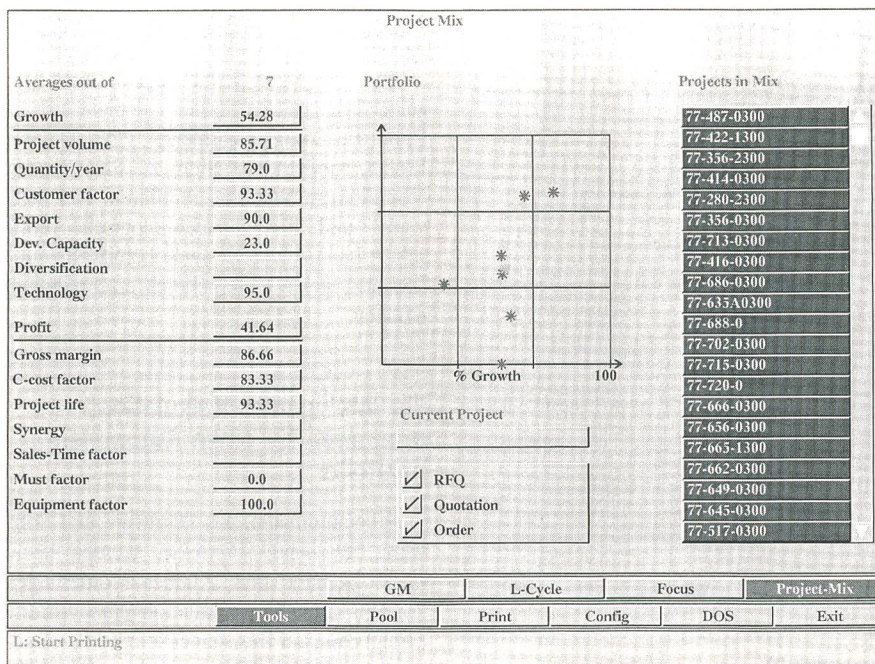 Project Mix
Averages out of 7
Growth 54.28
Project volume 85.71
Quantity/year 79.0
Customer factor 93.33
Export 90.0
Dev. Capacity 23.0
Diversification
Technology 95.0
Profit 41.64
Gross margin 86.66
C-cost factor 83.33
Project life 93.33
Synergy
Sales-Time factor
Must factor 0.0
Equipment factor 100.0
Portfolio
% Growth 100
Current Project
RFQ
Quotation
Order
Projects in Mix
77-487-0300
77-422-1300
77-356-2300
77-414-0300
77-280-2300
77-356-0300
77-713-0300
77-416-0300
77-686-0300
77-635A0300
77-688-0
77-702-0300
77-715-0300
77-720-0
77-666-0300
77-656-0300
77-665-1300
77-662-0300
77-649-0300
77-645-0300
77-517-0300
GM L-Cycle Focus Project-Mix
Tools Pool Print Config DOS Exit
L: Start Printing